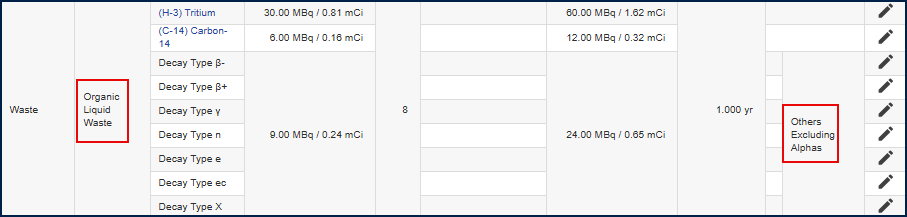 (H-3) Tritium 30.00 MBq / 0.81 mCi 60.00 MBq / 1.62 mCi
(C-14) Carbon-
14 6.00 MBq / 0.16 mCi 12.00 MBq / 0.32 mCi
Decay Type β-
Decay Type β+
Waste
Organic
Liquid
Waste
Decay Type γ
8
1.000 yr
Others
Excluding
Alphas
Decay Type n 9.00 MBq / 0.24 mCi 24.00 MBq / 0.65 mCi
Decay Type e
Decay Type ec
Decay Type X